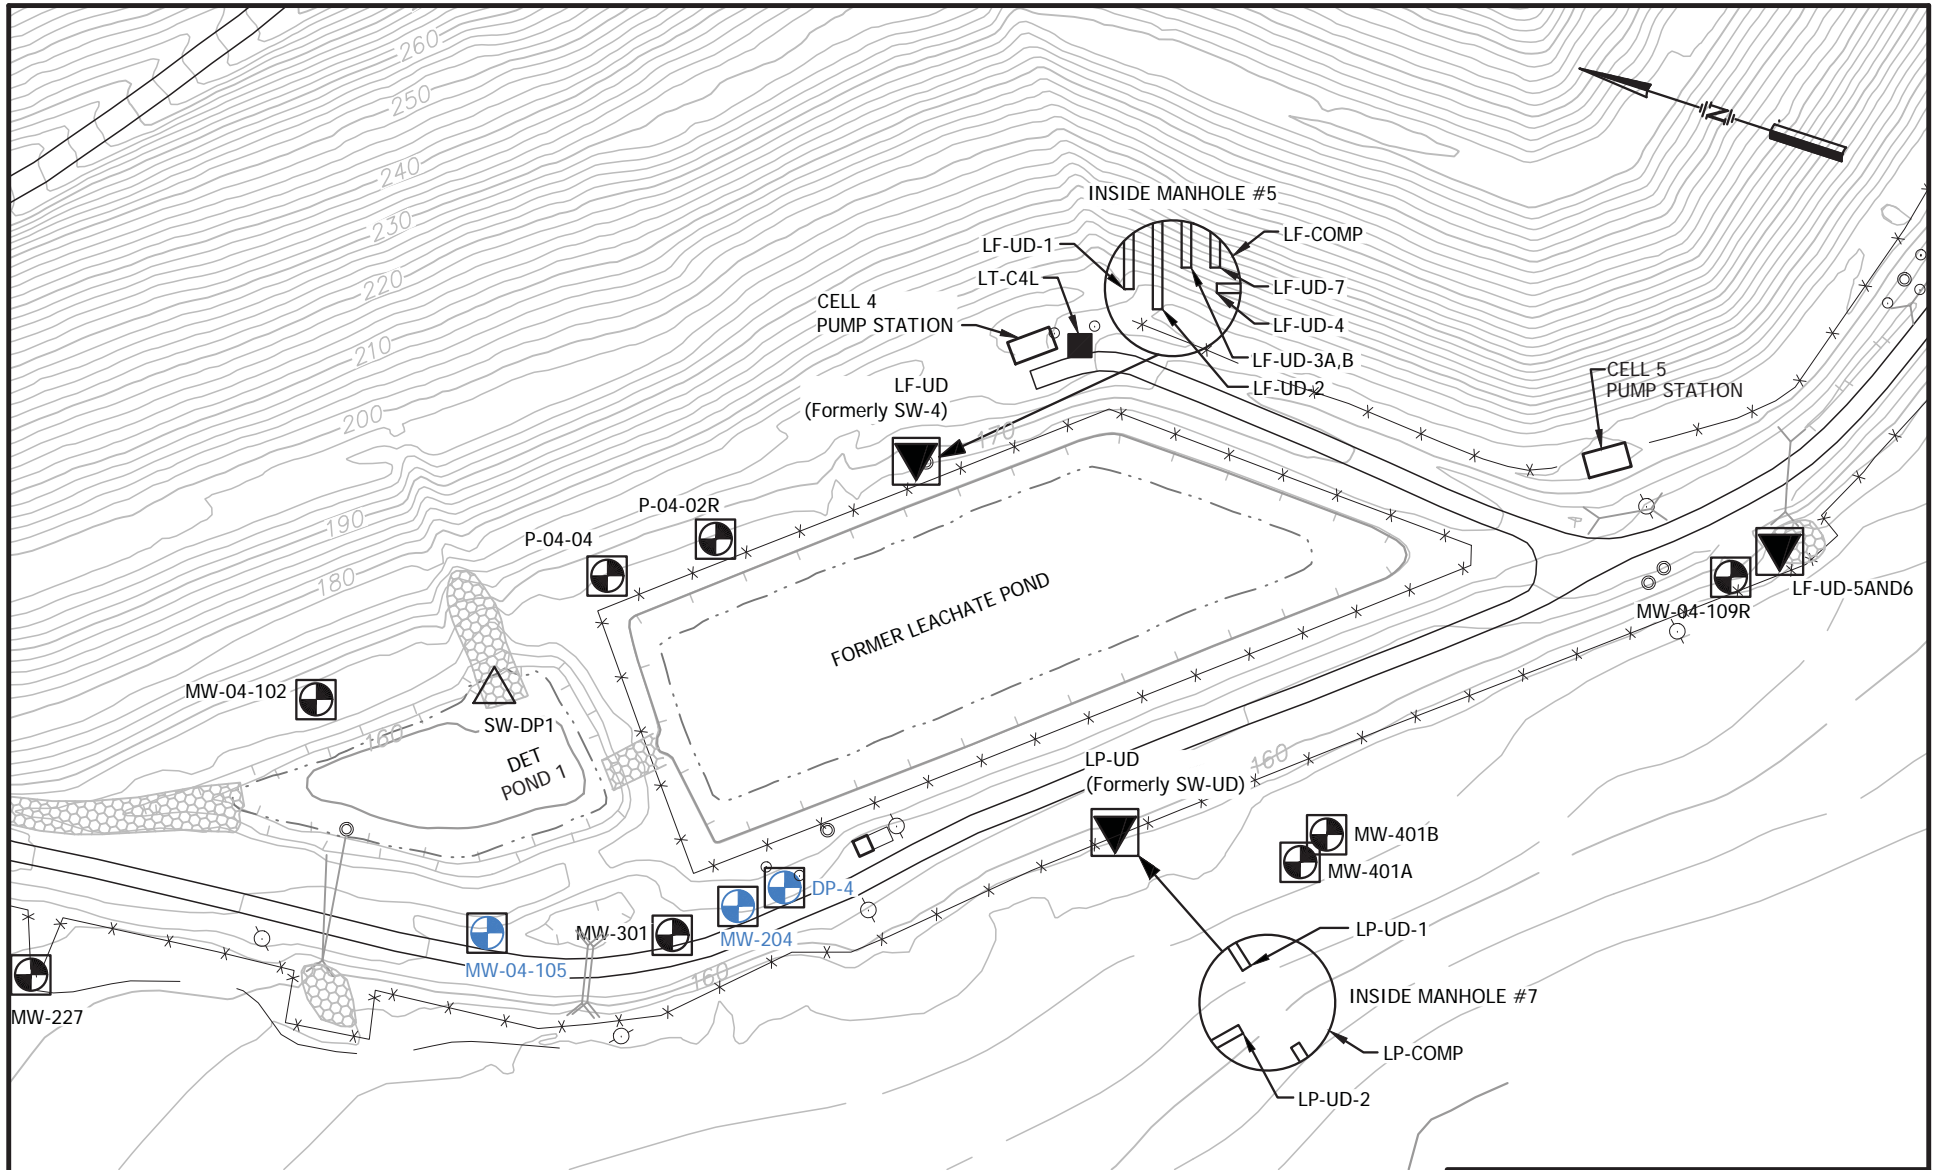 260
250
240
230
220
210
200
190
180
170
160
160
160
N
INSIDE MANHOLE #5
LF-UD-1
LF-COMP
LT-C4L
LF-UD-7
CELL 4
PUMP STATION
LF-UD-4
LF-UD-3A,B
LF-UD-2
LF-UD
(Formerly SW-4)
CELL 5
PUMP STATION
P-04-02R
P-04-04
FORMER LEACHATE POND
LF-UD-5AND6
MW-04-109R
MW-04-102
SW-DP1
DET
POND 1
LP-UD
(Formerly SW-UD)
MW-401B
MW-401A
DP-4
MW-301
MW-204
MW-04-105
LP-UD-1
INSIDE MANHOLE #7
MW-227
LP-COMP
LP-UD-2